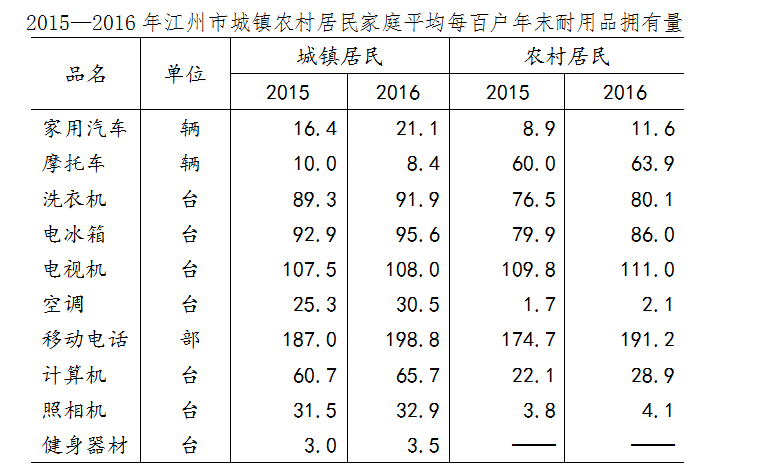 2015—2016年江州市城镇农村居民家庭平均每百户年末耐用品拥有量
品名 单位 城镇居民 农村居民
2015 2016 2015 2016
家用汽车 辆 16.4 21.1 8.9 11.6
摩托车 辆 10.0 8.4 60.0 63.9
洗衣机 台 89.3 91.9 76.5 80.1
电冰箱 台 92.9 95.6 79.9 86.0
电视机 台 107.5 108.0 109.8 111.0
空调 台 25.3 30.5 1.7 2.1
移动电话 部 187.0 198.8 174.7 191.2
计算机 台 60.7 65.7 22.1 28.9
照相机 台 31.5 32.9 3.8 4.1
健身器材 台 3.0 3.5 —— ——